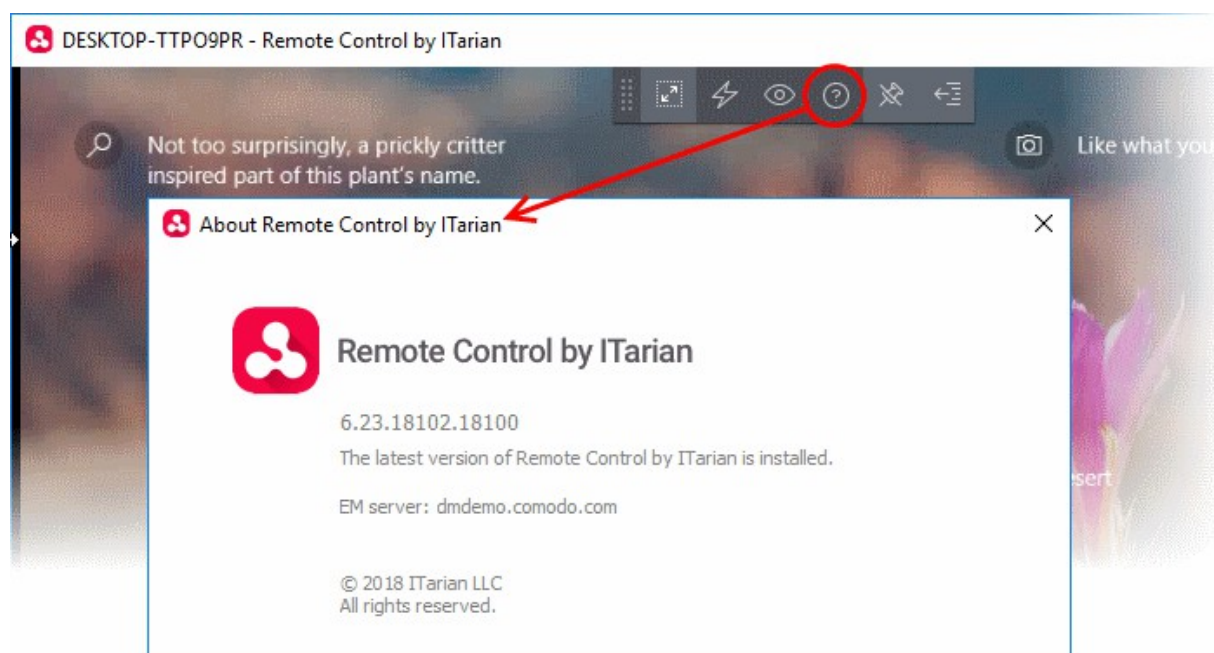 DESKTOP-TTPO9PR - Remote Control by ITarian
Not too surprisingly, a prickly critter
inspired part of this plant's name.
Like what you
About Remote Control by ITarian
Remote Control by ITarian
6.23.18102.18100
The latest version of Remote Control by ITarian is installed.
EM server: dmdemo.comodo.com
© 2018 ITarian LLC
All rights reserved.